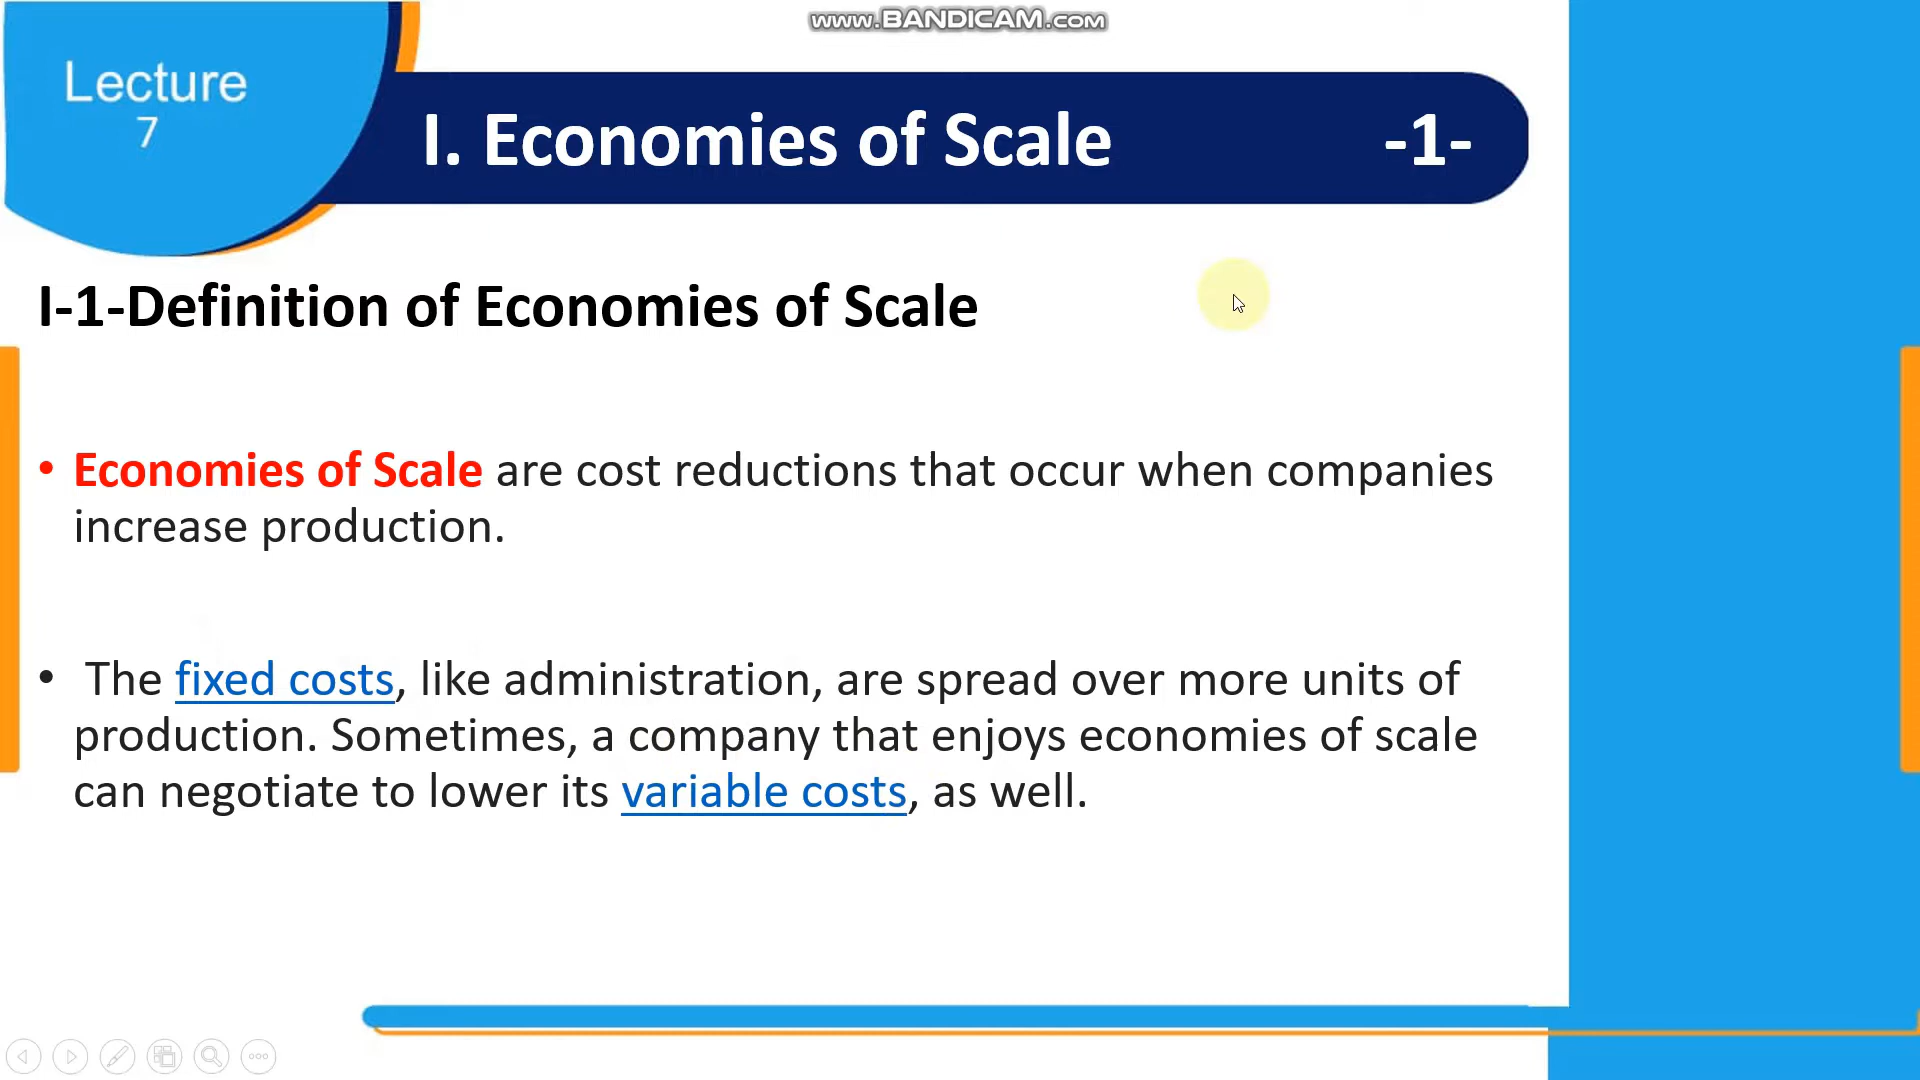 www.BANDICAM.com
Lecture
7
I. Economies of Scale -1-
I-1-Definition of Economies of Scale
• Economies of Scale are cost reductions that occur when companies
increase production.
• The fixed costs, like administration, are spread over more units of
production. Sometimes, a company that enjoys economies of scale
can negotiate to lower its variable costs, as well.